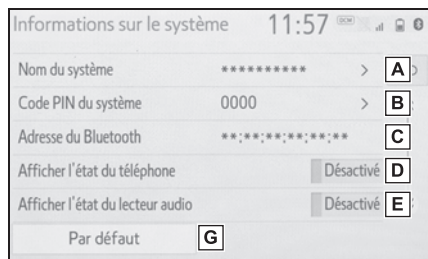 Informations sur le système 11:57 DCM
Nom du système ********** > A
Code PIN du système 0000 > B
Adresse du Bluetooth **:**:**:**:**:** C
Afficher l'état du téléphone Désactivé D
Afficher l'état du lecteur audio Désactivé E
Par défaut G